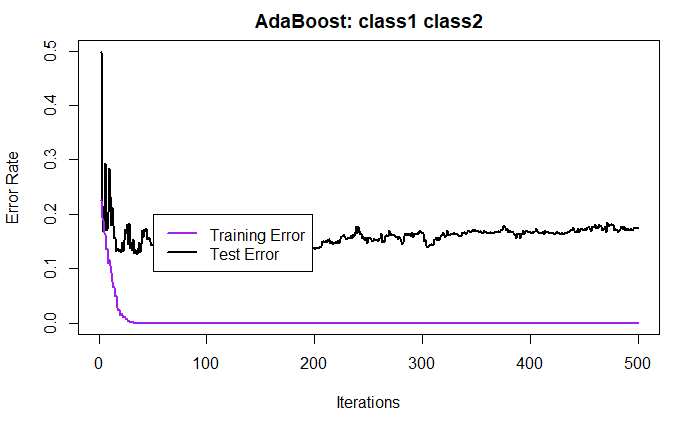 AdaBoost: class1 class2
Error Rate
0.5
0.4
0.3
0.2
0.1
0.0
Training Error
Test Error
0 100 200 300 400 500
Iterations